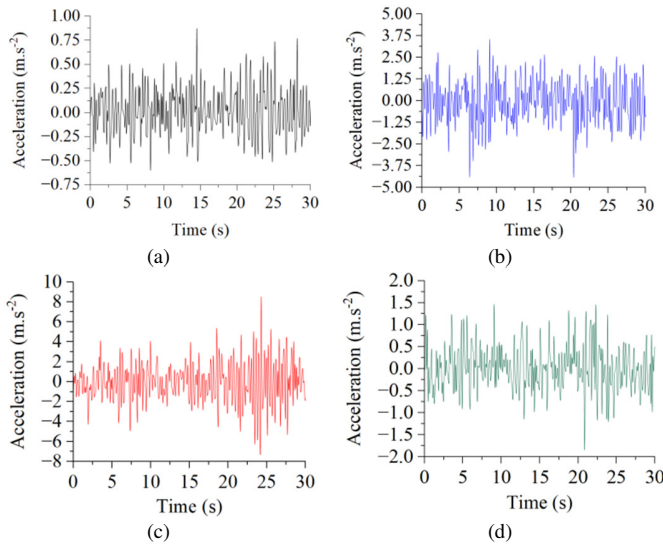 Acceleration (m.s⁻²)
1.00
0.75
0.50
0.25
0.00
−0.25
−0.50
−0.75
0 5 10 15 20 25 30
Time (s)
(a)
Acceleration (m.s⁻²)
5.00
3.75
2.50
1.25
0.00
−1.25
−2.50
−3.75
−5.00
0 5 10 15 20 25 30
Time (s)
(b)
Acceleration (m.s⁻²)
10
8
6
4
2
0
−2
−4
−6
−8
0 5 10 15 20 25 30
Time (s)
(c)
Acceleration (m.s⁻²)
2.0
1.5
1.0
0.5
0.0
−0.5
−1.0
−1.5
−2.0
0 5 10 15 20 25 30
Time (s)
(d)